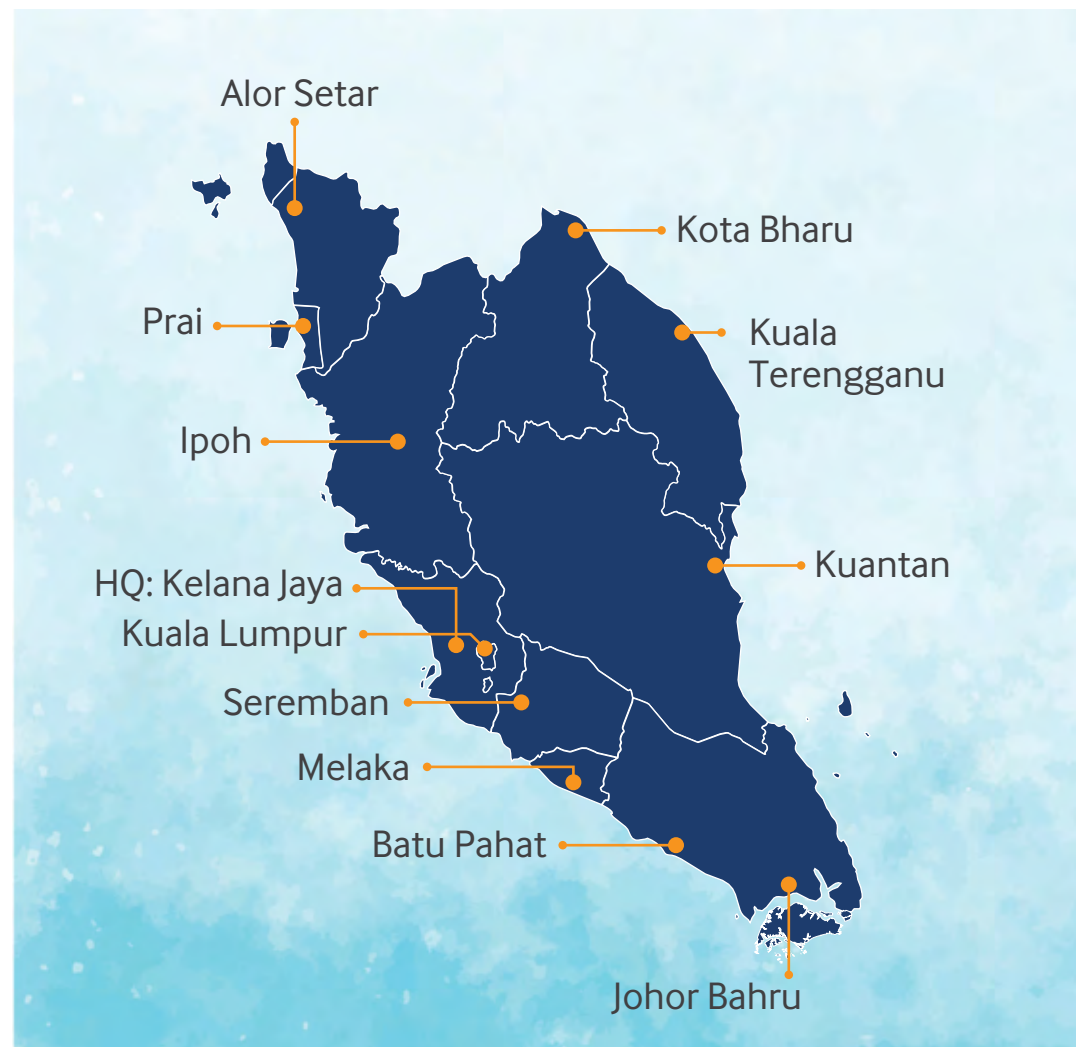 Alor Setar
Kota Bharu
Prai
Kuala
Terengganu
Ipoh
Kuantan
HQ: Kelana Jaya
Kuala Lumpur
Seremban
Melaka
Batu Pahat
Johor Bahru